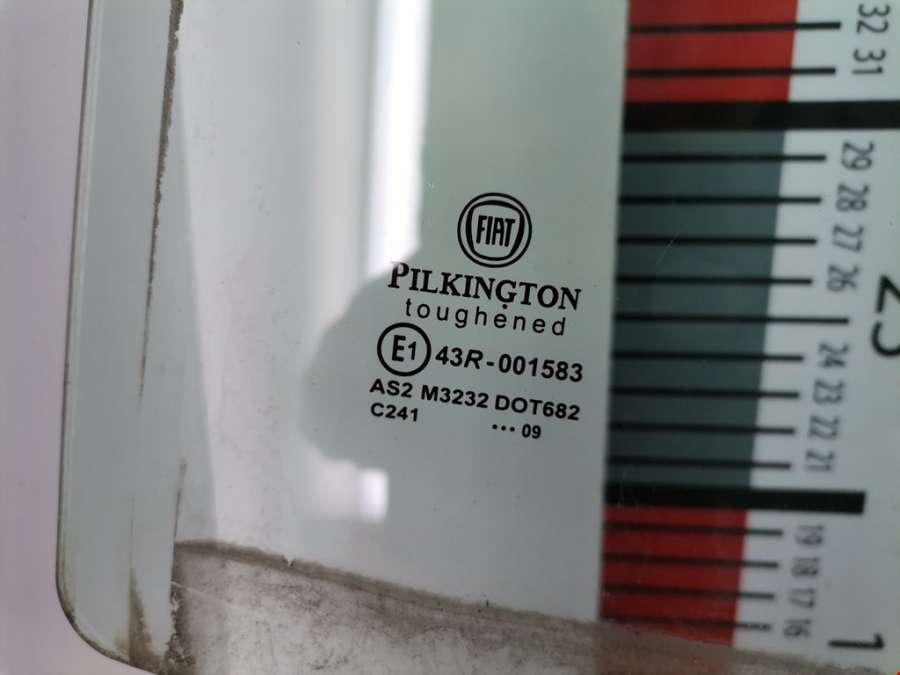 FIAT
PILKINGTON
toughened
E1 43R-001583
AS2 M3232 DOT682
C241 ••• 09
32
31
29
28
27
26
24
23
22
21
19
18
17
16